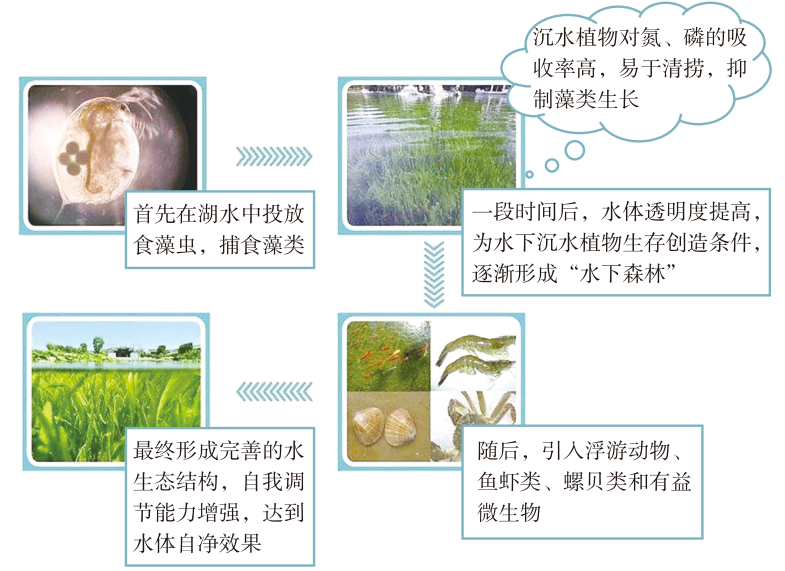 沉水植物对氮、磷的吸
收率高，易于清捞，抑
制藻类生长
首先在湖水中投放
食藻虫，捕食藻类
一段时间后，水体透明度提高，
为水下沉水植物生存创造条件，
逐渐形成“水下森林”
随后，引入浮游动物、
鱼虾类、螺贝类和有益
微生物
最终形成完善的水
生态结构，自我调
节能力增强，达到
水体自净效果